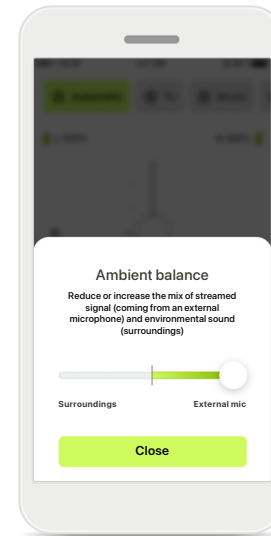 Ambient balance
Reduce or increase the mix of streamed
signal (coming from an external
microphone) and environmental sound
(surroundings)
Surroundings External mic
Close